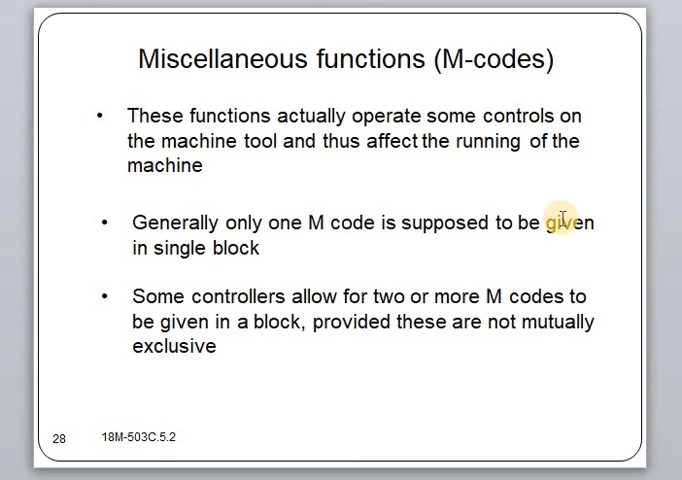 Miscellaneous functions (M-codes)
• These functions actually operate some controls on
the machine tool and thus affect the running of the
machine
• Generally only one M code is supposed to be given
in single block
• Some controllers allow for two or more M codes to
be given in a block, provided these are not mutually
exclusive
28 18M-503C.5.2